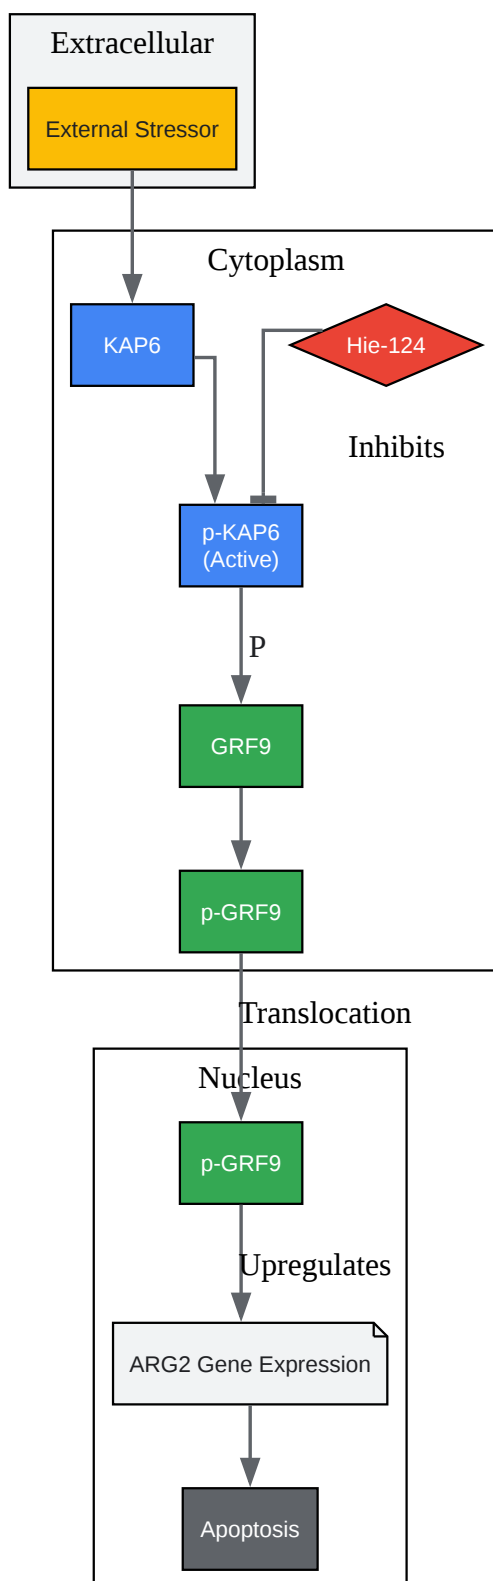 Extracellular
External Stressor
Cytoplasm
KAP6
Hie-124
Inhibits
p-KAP6
(Active)
P
GRF9
p-GRF9
Translocation
Nucleus
p-GRF9
Upregulates
ARG2 Gene Expression
Apoptosis